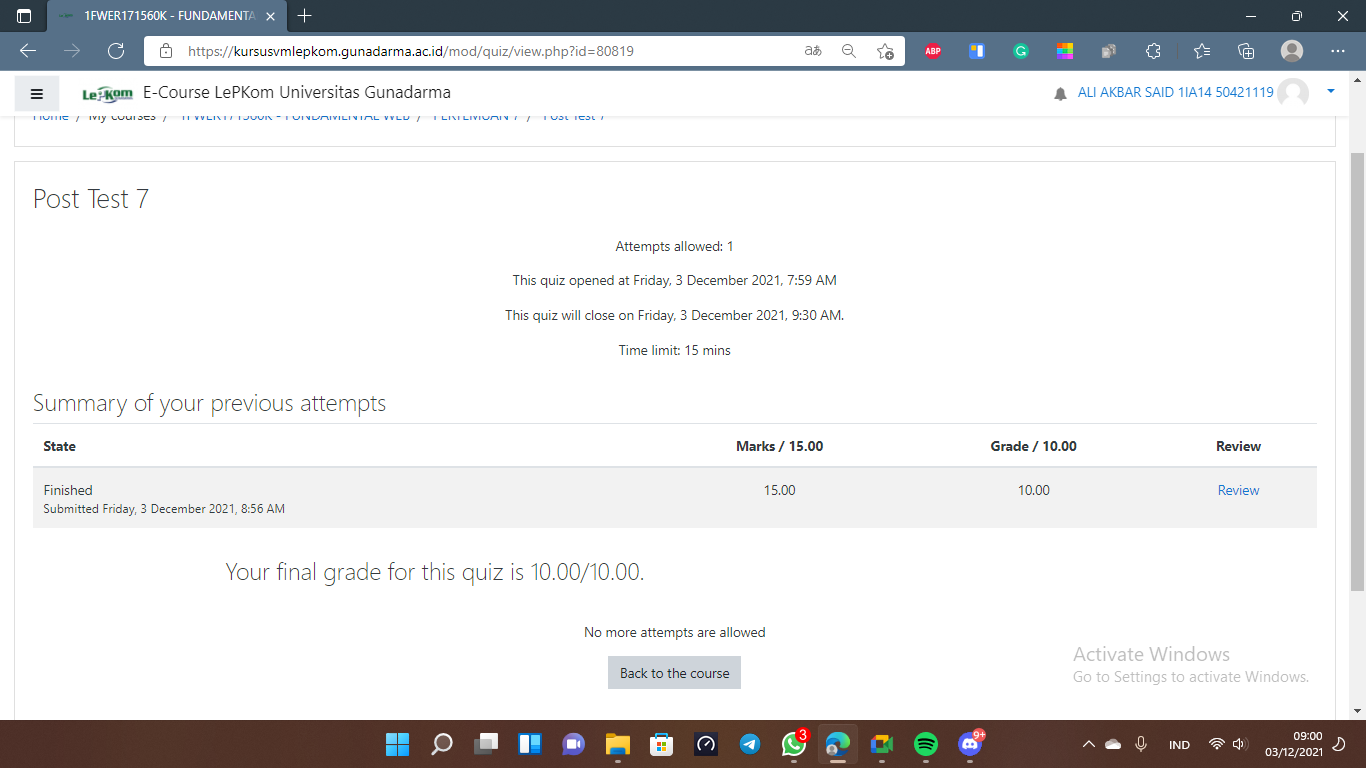 1FWER171560K - FUNDAMENTA
https://kursusvmlepkom.gunadarma.ac.id/mod/quiz/view.php?id=80819
aあ
ABP
G
LePKom E-Course LePKom Universitas Gunadarma
ALI AKBAR SAID 1IA14 50421119
Home / My courses / 1FWER171560K - FUNDAMENTAL WEB / PERTEMUAN 7 / Post Test 7
Post Test 7
Attempts allowed: 1
This quiz opened at Friday, 3 December 2021, 7:59 AM
This quiz will close on Friday, 3 December 2021, 9:30 AM.
Time limit: 15 mins
Summary of your previous attempts
State Marks / 15.00 Grade / 10.00 Review
Finished 15.00 10.00 Review
Submitted Friday, 3 December 2021, 8:56 AM
Your final grade for this quiz is 10.00/10.00.
No more attempts are allowed
Back to the course
Activate Windows
Go to Settings to activate Windows.
3
9+
IND
09:00
03/12/2021